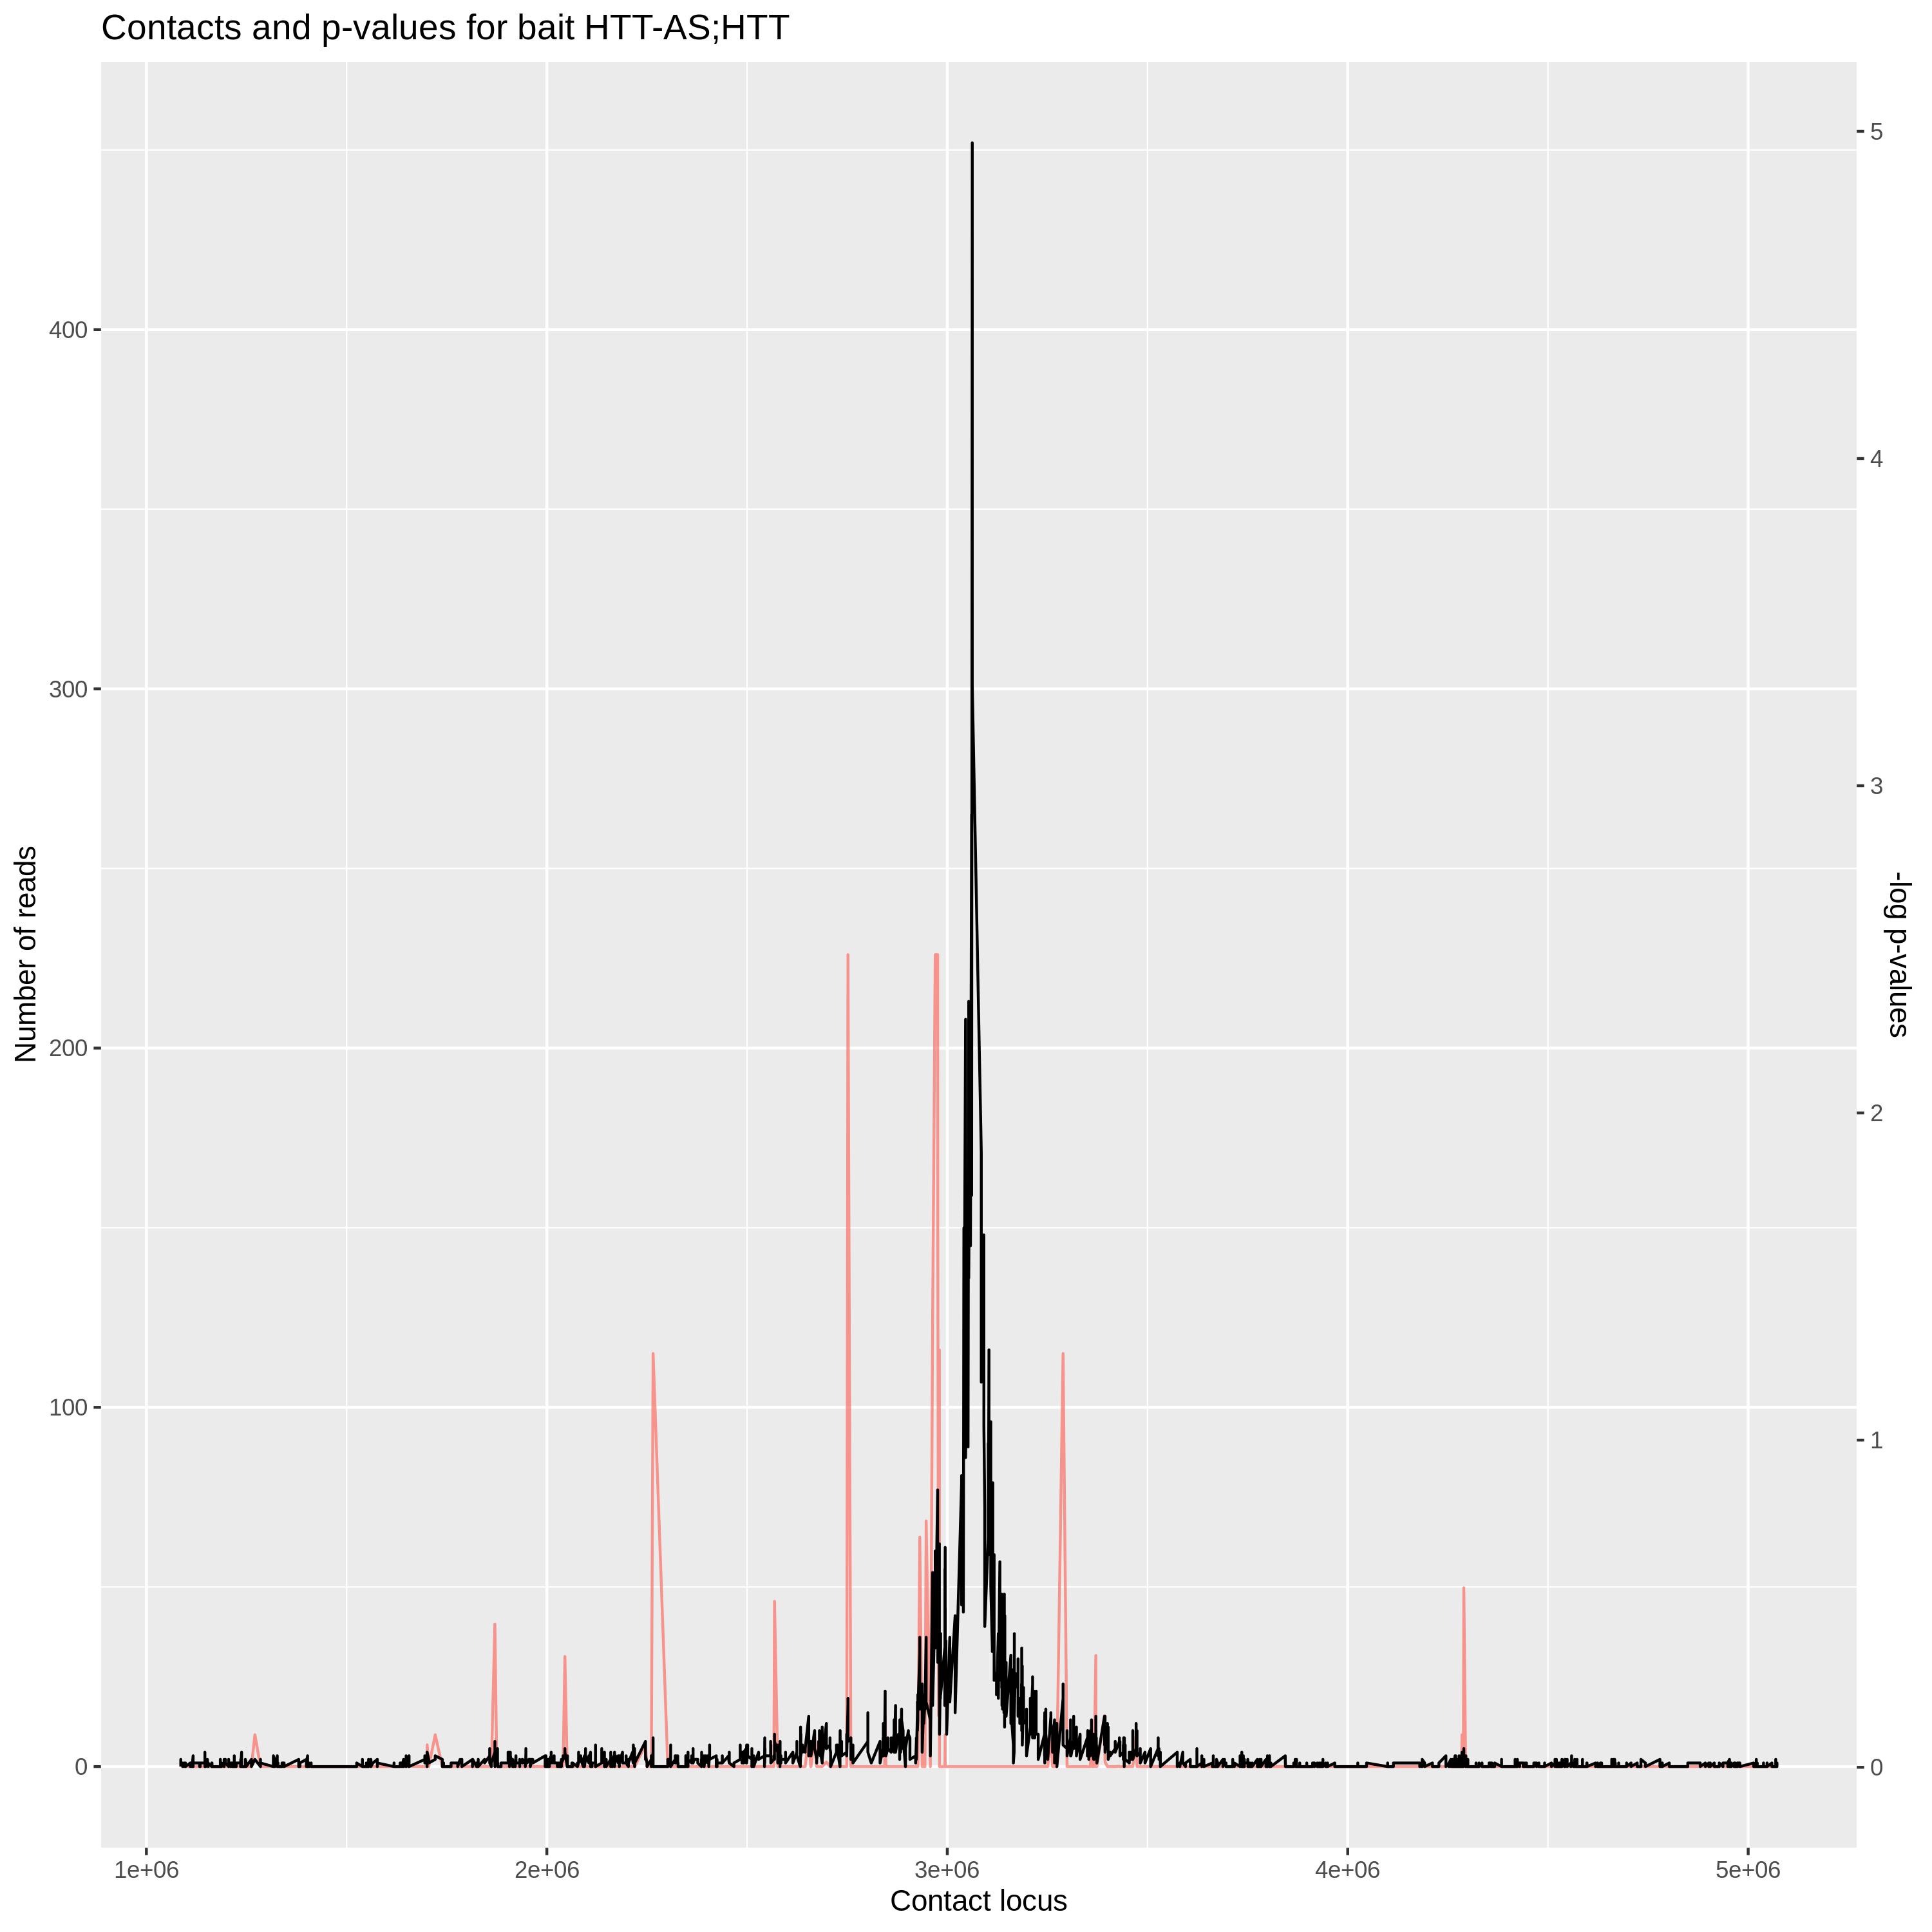 Contacts and p-values for bait HTT-AS;HTT
5
4
3
2
1
0
400
300
200
100
0
Number of reads
-log p-values
1e+06 2e+06 3e+06 4e+06 5e+06
Contact locus